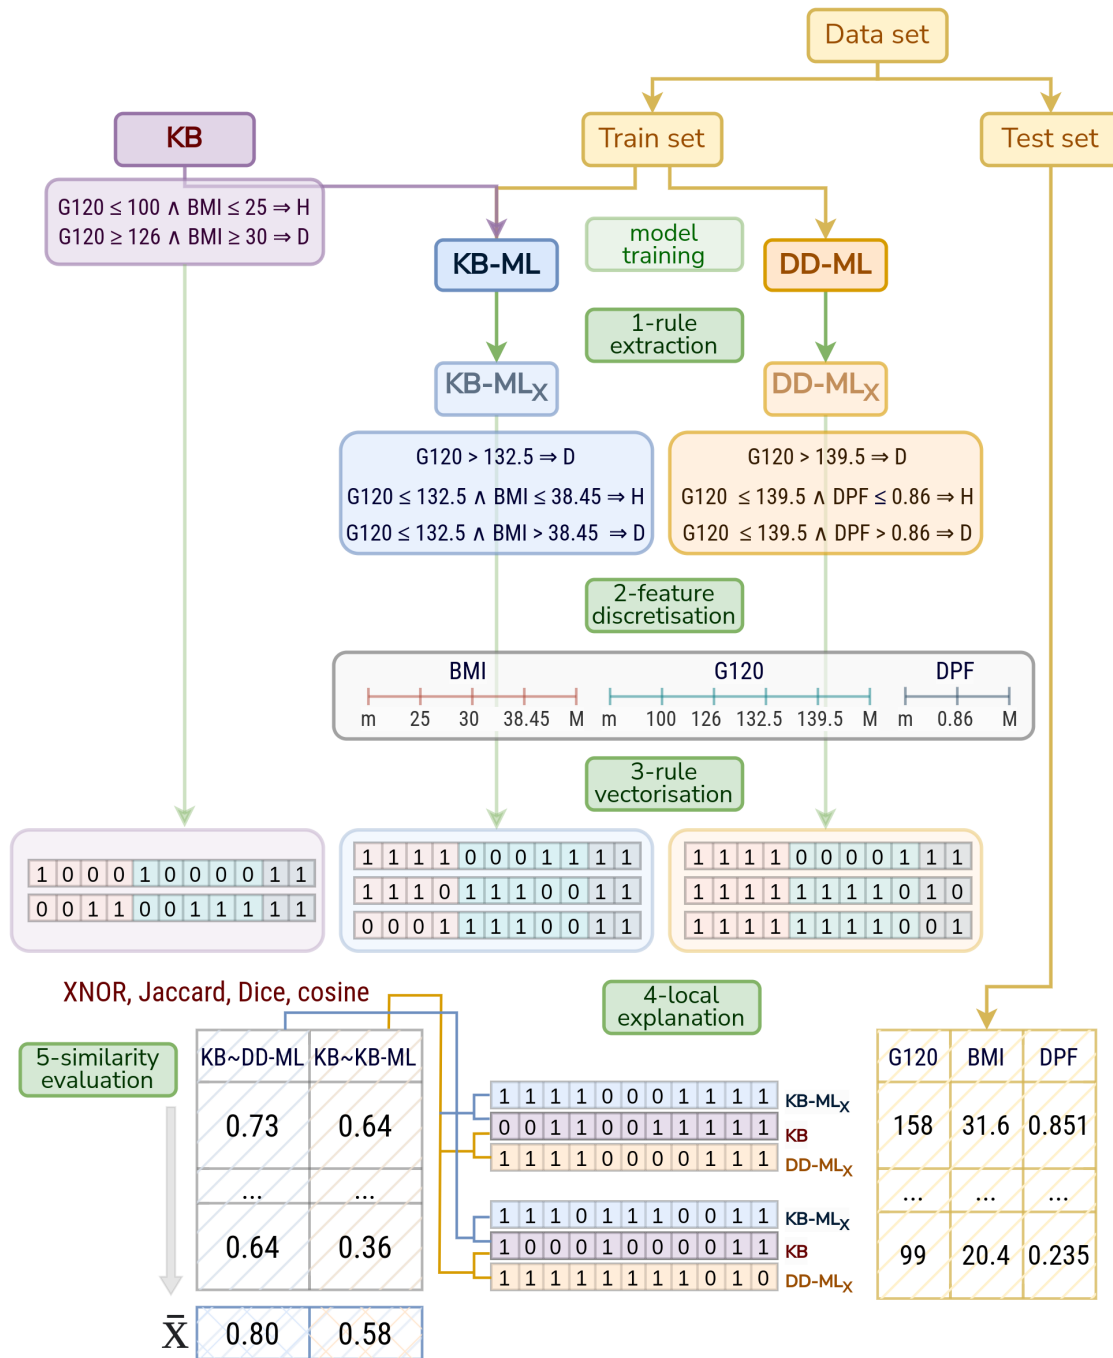 Data set
KB
Train set
Test set
G120 ≤ 100 ∧ BMI ≤ 25 ⇒ H
G120 ≥ 126 ∧ BMI ≥ 30 ⇒ D
model
training
KB-ML
DD-ML
1-rule
extraction
KB-MLX
DD-MLX
G120 > 132.5 ⇒ D
G120 ≤ 132.5 ∧ BMI ≤ 38.45 ⇒ H
G120 ≤ 132.5 ∧ BMI > 38.45 ⇒ D
G120 > 139.5 ⇒ D
G120 ≤ 139.5 ∧ DPF ≤ 0.86 ⇒ H
G120 ≤ 139.5 ∧ DPF > 0.86 ⇒ D
2-feature
discretisation
BMI
G120
DPF
m 25 30 38.45 M
m 100 126 132.5 139.5 M
m 0.86 M
3-rule
vectorisation
1 0 0 0 1 0 0 0 0 1 1
0 0 1 1 0 0 1 1 1 1 1
1 1 1 1 0 0 0 1 1 1 1
1 1 1 0 1 1 1 0 0 1 1
0 0 0 1 1 1 1 0 0 1 1
1 1 1 1 0 0 0 0 1 1 1
1 1 1 1 1 1 1 1 0 1 0
1 1 1 1 1 1 1 1 0 0 1
XNOR, Jaccard, Dice, cosine
4-local
explanation
5-similarity
evaluation
KB~DD-ML KB~KB-ML
0.73 0.64
... ...
0.64 0.36
x̄ 0.80 0.58
1 1 1 1 0 0 0 1 1 1 1 KB-MLX
0 0 1 1 0 0 1 1 1 1 1 KB
1 1 1 1 0 0 0 0 1 1 1 DD-MLX
1 1 1 0 1 1 1 0 0 1 1 KB-MLX
1 0 0 0 1 0 0 0 0 1 1 KB
1 1 1 1 1 1 1 1 0 1 0 DD-MLX
G120 BMI DPF
158 31.6 0.851
... ... ...
99 20.4 0.235